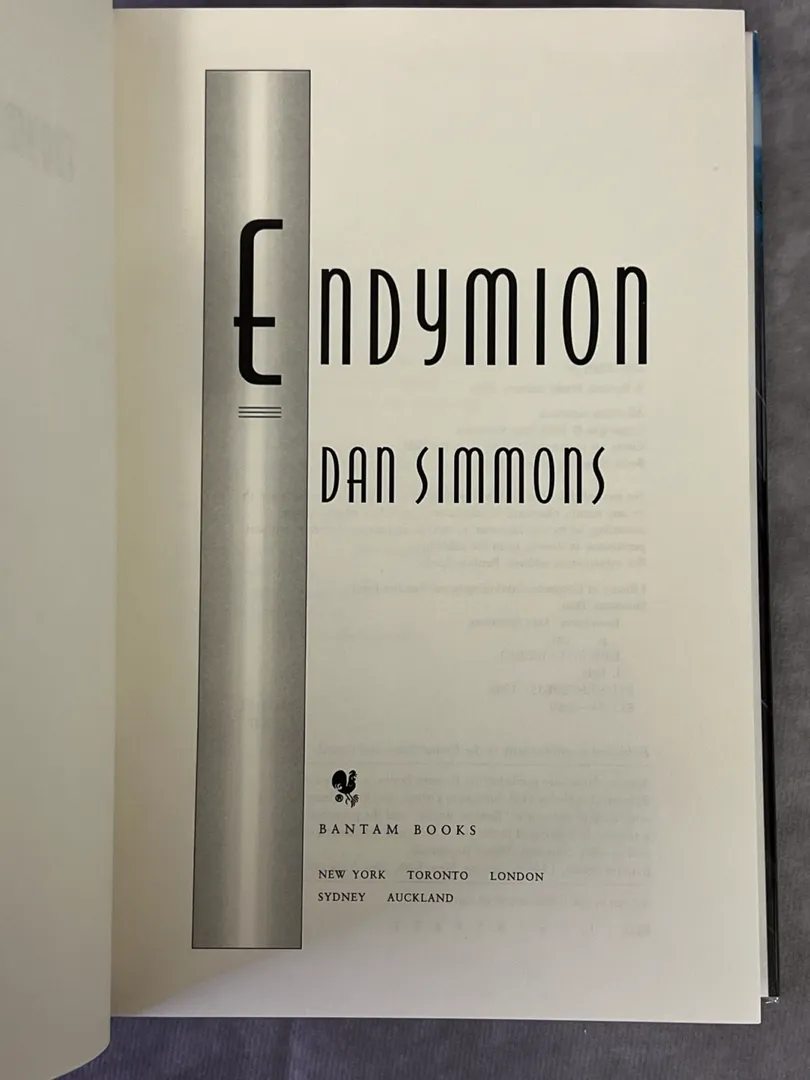 ENDYMION
DAN SIMMONS
BANTAM BOOKS
NEW YORK TORONTO LONDON
SYDNEY AUCKLAND